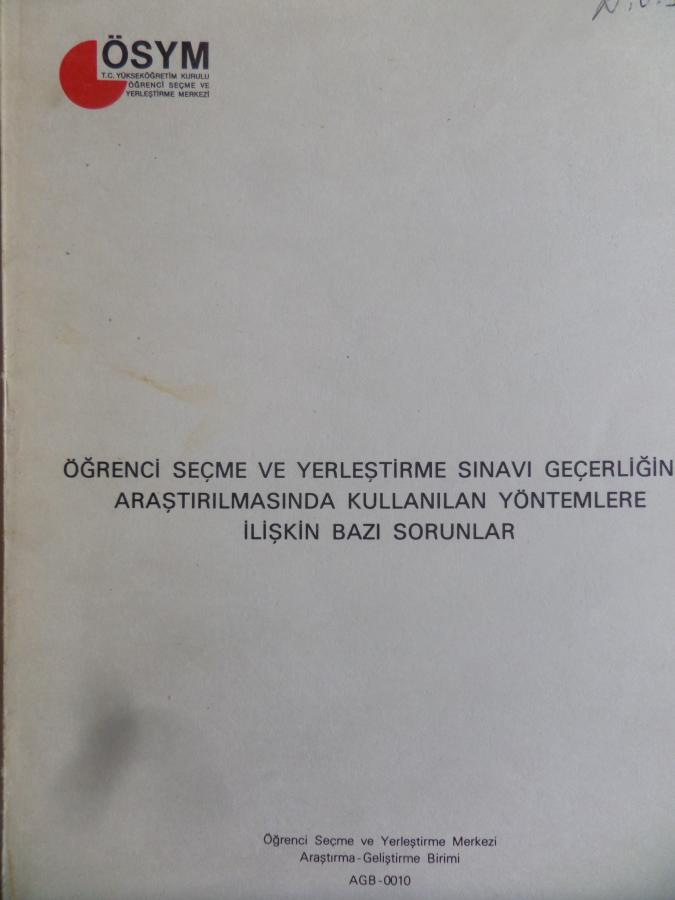 ÖSYM
T.C. YÜKSEKÖĞRETİM KURULU
ÖĞRENCİ SEÇME VE
YERLEŞTİRME MERKEZİ
ÖĞRENCİ SEÇME VE YERLEŞTİRME SINAVI GEÇERLİĞİN
ARAŞTIRILMASINDA KULLANILAN YÖNTEMLERE
İLİŞKİN BAZI SORUNLAR
Öğrenci Seçme ve Yerleştirme Merkezi
Araştırma-Geliştirme Birimi
AGB-0010